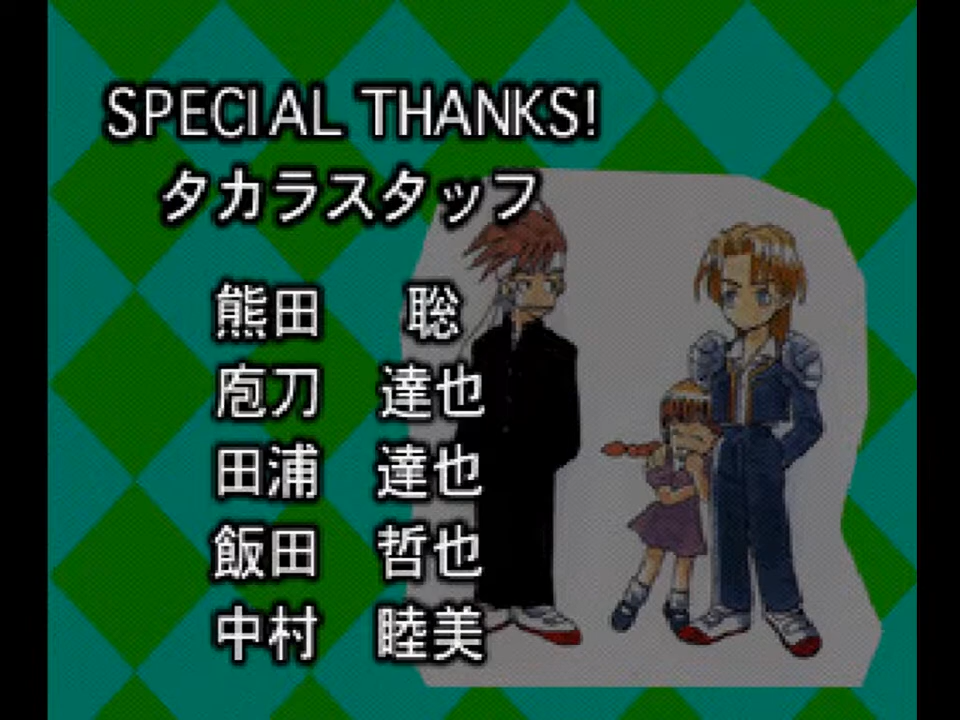 SPECIAL THANKS!
タカラスタッフ
熊田 聡
庖刀 達也
田浦 達也
飯田 哲也
中村 睦美